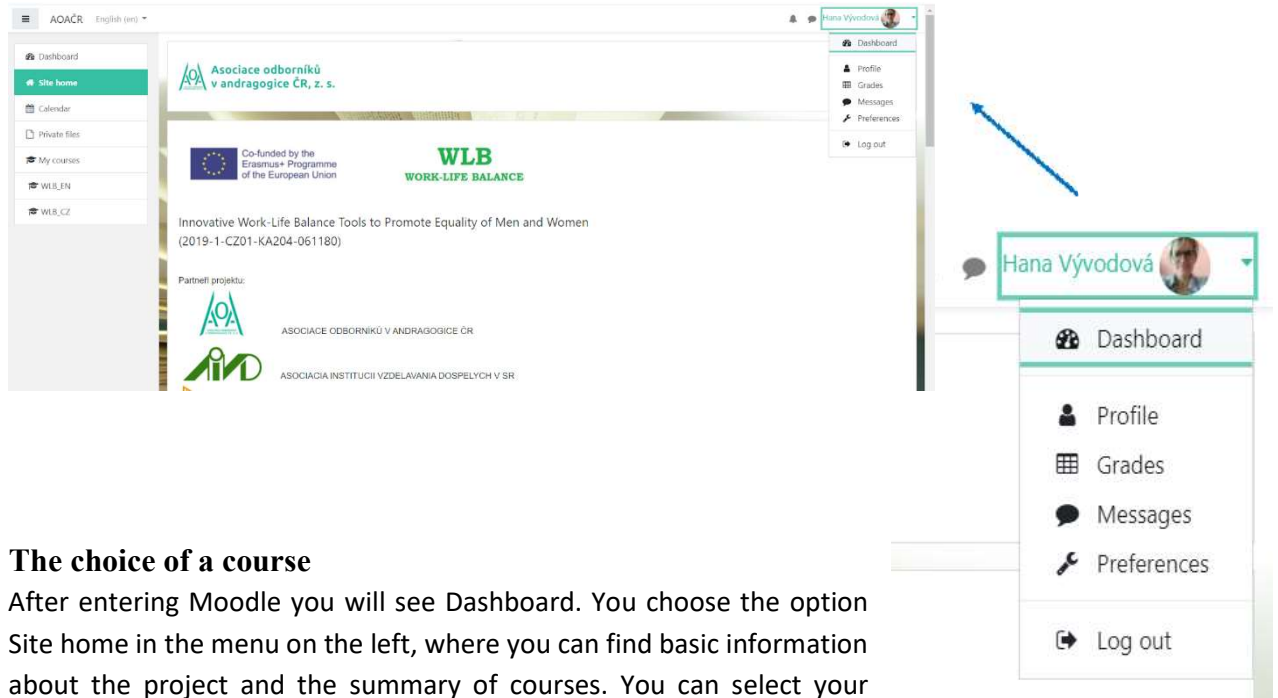 AOAČR English (en)
Hana Vývodová
Dashboard
Site home
Calendar
Private files
My courses
WLB_EN
WLB_CZ
Asociace odborníků
v andragogice ČR, z. s.
Dashboard
Profile
Grades
Messages
Preferences
Log out
Co-funded by the
Erasmus+ Programme
of the European Union
WLB
WORK-LIFE BALANCE
Innovative Work-Life Balance Tools to Promote Equality of Men and Women
(2019-1-CZ01-KA204-061180)
Partneři projektu:
AOA
ASOCIACE ODBORNÍKŮ V ANDRAGOGICE ČR
AIVD
ASOCIACIA INSTITUCII VZDELAVANIA DOSPELYCH V SR
Hana Vývodová
Dashboard
Profile
Grades
Messages
Preferences
Log out
The choice of a course
After entering Moodle you will see Dashboard. You choose the option
Site home in the menu on the left, where you can find basic information
about the project and the summary of courses. You can select your